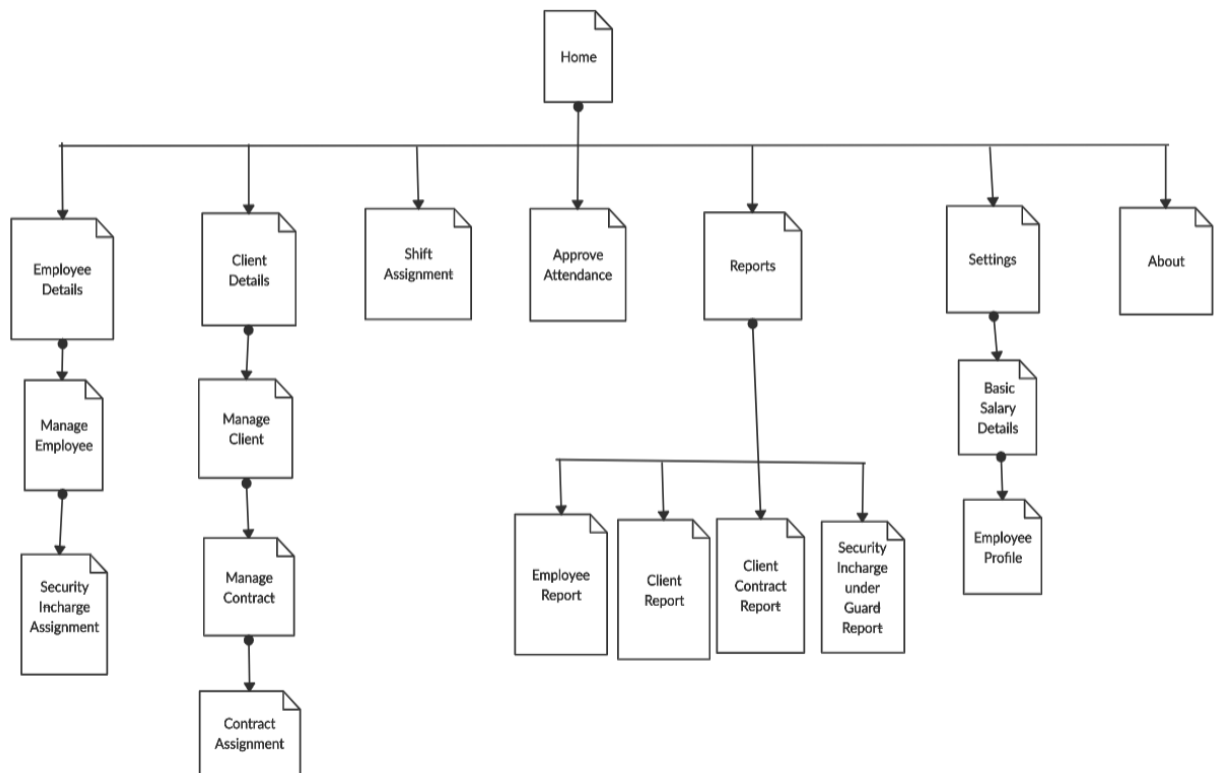 Home
Employee
Details
Client
Details
Shift
Assignment
Approve
Attendance
Reports
Settings
About
Manage
Employee
Manage
Client
Basic
Salary
Details
Security
Incharge
Assignment
Manage
Contract
Employee
Report
Client
Report
Client
Contract
Report
Security
Incharge
under
Guard
Report
Employee
Profile
Contract
Assignment